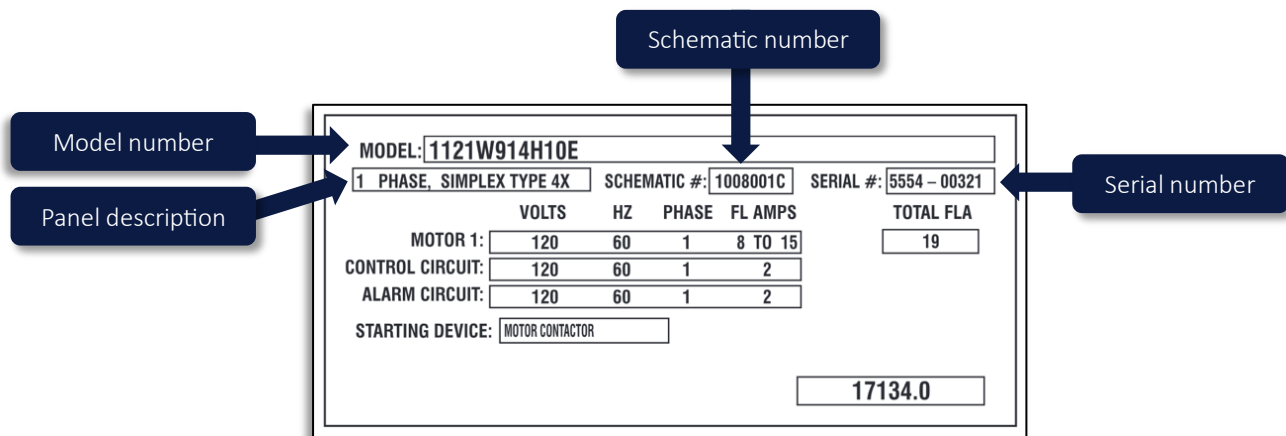 Schematic number
Model number
MODEL: 1121W914H10E
1 PHASE, SIMPLEX TYPE 4X SCHEMATIC #: 1008001C SERIAL #: 5554 – 00321
Serial number
Panel description
VOLTS HZ PHASE FL AMPS TOTAL FLA
MOTOR 1: 120 60 1 8 TO 15 19
CONTROL CIRCUIT: 120 60 1 2
ALARM CIRCUIT: 120 60 1 2
STARTING DEVICE: MOTOR CONTACTOR
17134.0